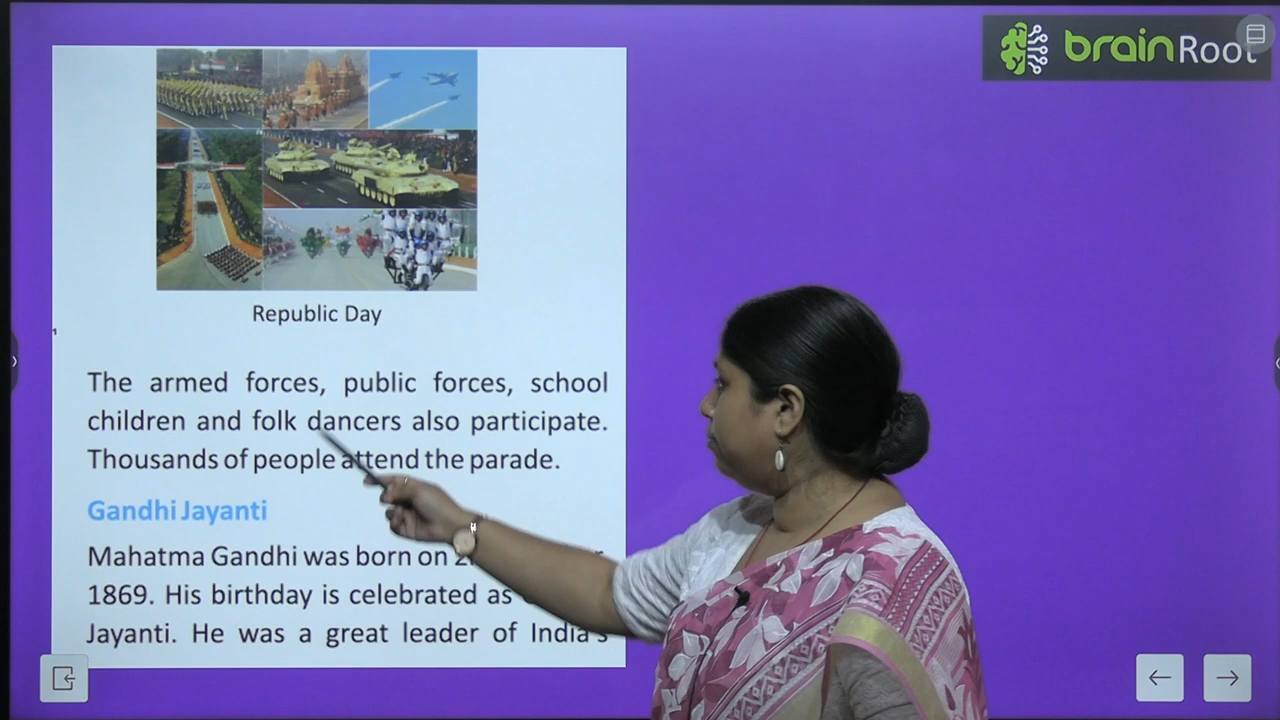 brainRoot
Republic Day
The armed forces, public forces, school
children and folk dancers also participate.
Thousands of people attend the parade.
Gandhi Jayanti
Mahatma Gandhi was born on
1869. His birthday is celebrated as
Jayanti. He was a great leader of India's